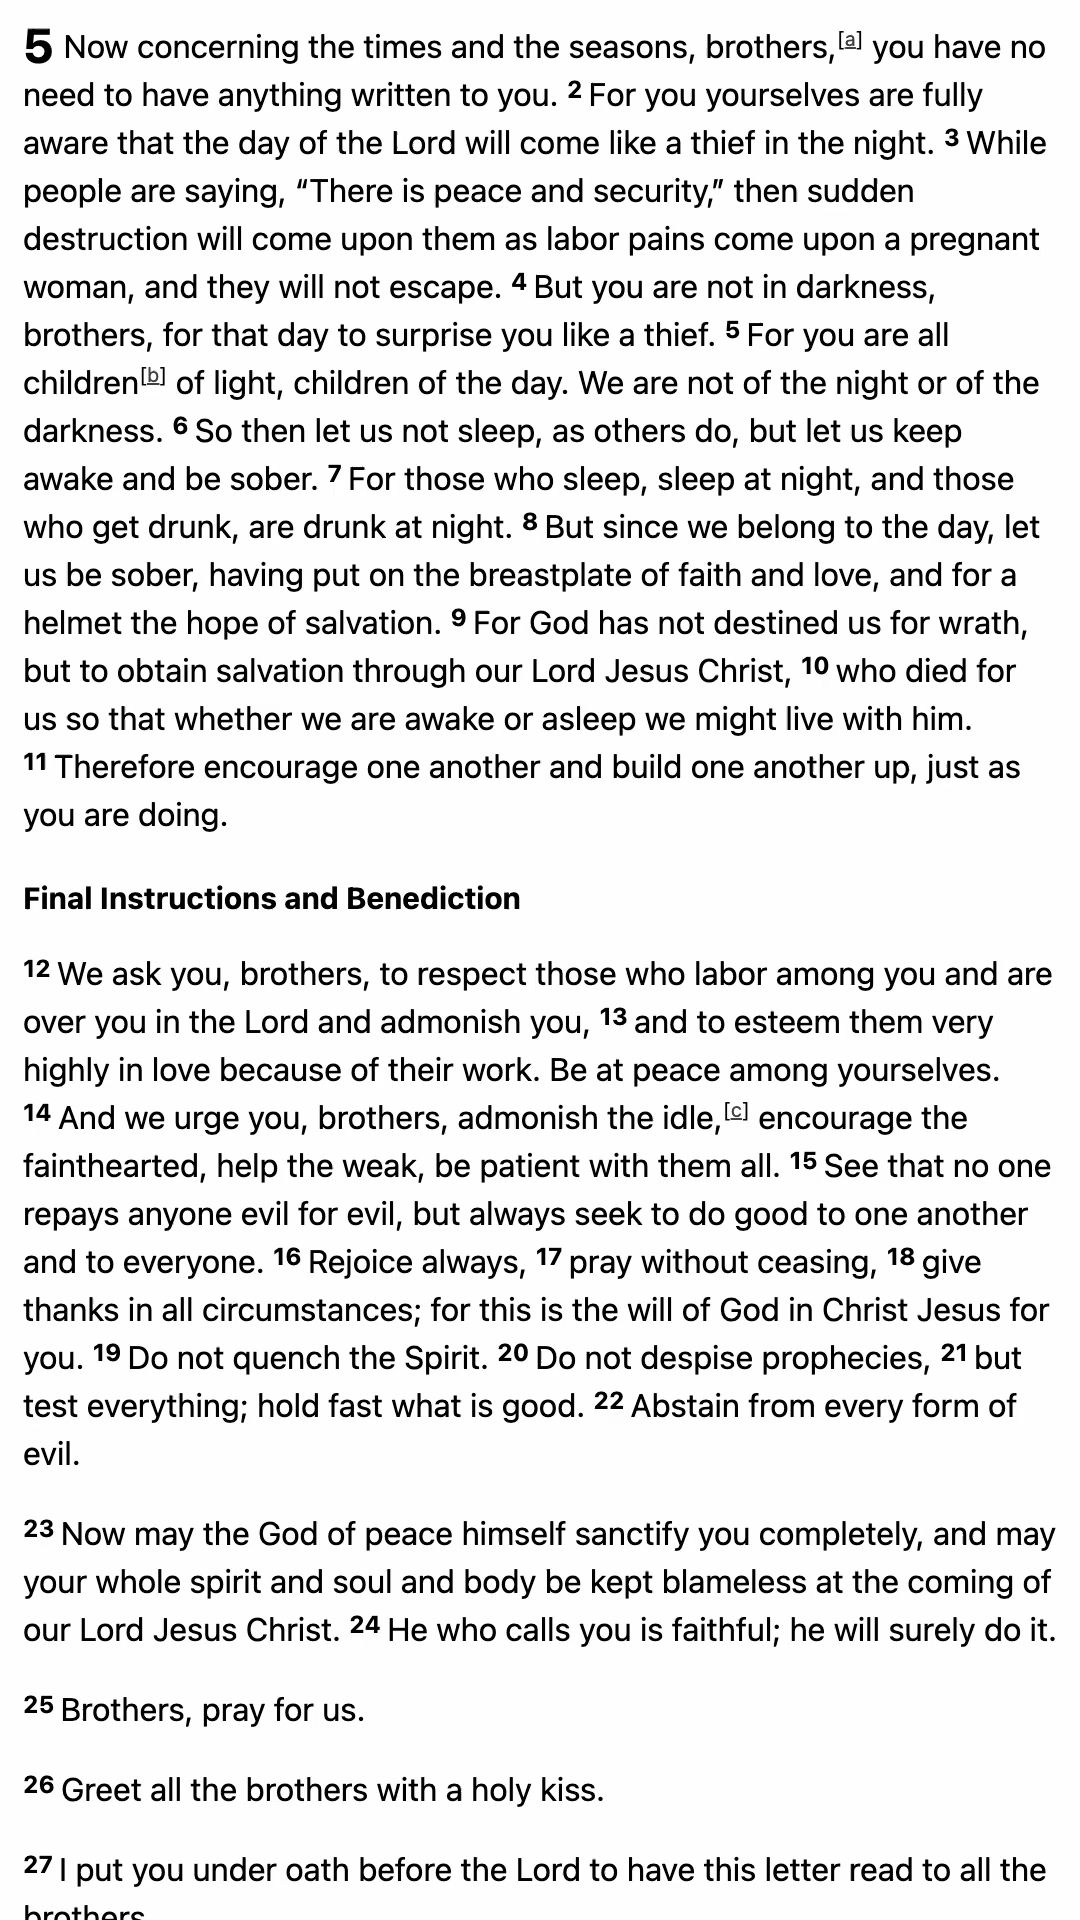 5 Now concerning the times and the seasons, brothers,[a] you have no
need to have anything written to you. 2 For you yourselves are fully
aware that the day of the Lord will come like a thief in the night. 3 While
people are saying, “There is peace and security,” then sudden
destruction will come upon them as labor pains come upon a pregnant
woman, and they will not escape. 4 But you are not in darkness,
brothers, for that day to surprise you like a thief. 5 For you are all
children[b] of light, children of the day. We are not of the night or of the
darkness. 6 So then let us not sleep, as others do, but let us keep
awake and be sober. 7 For those who sleep, sleep at night, and those
who get drunk, are drunk at night. 8 But since we belong to the day, let
us be sober, having put on the breastplate of faith and love, and for a
helmet the hope of salvation. 9 For God has not destined us for wrath,
but to obtain salvation through our Lord Jesus Christ, 10 who died for
us so that whether we are awake or asleep we might live with him.
11 Therefore encourage one another and build one another up, just as
you are doing.
Final Instructions and Benediction
12 We ask you, brothers, to respect those who labor among you and are
over you in the Lord and admonish you, 13 and to esteem them very
highly in love because of their work. Be at peace among yourselves.
14 And we urge you, brothers, admonish the idle,[c] encourage the
fainthearted, help the weak, be patient with them all. 15 See that no one
repays anyone evil for evil, but always seek to do good to one another
and to everyone. 16 Rejoice always, 17 pray without ceasing, 18 give
thanks in all circumstances; for this is the will of God in Christ Jesus for
you. 19 Do not quench the Spirit. 20 Do not despise prophecies, 21 but
test everything; hold fast what is good. 22 Abstain from every form of
evil.
23 Now may the God of peace himself sanctify you completely, and may
your whole spirit and soul and body be kept blameless at the coming of
our Lord Jesus Christ. 24 He who calls you is faithful; he will surely do it.
25 Brothers, pray for us.
26 Greet all the brothers with a holy kiss.
27 I put you under oath before the Lord to have this letter read to all the
brothers.